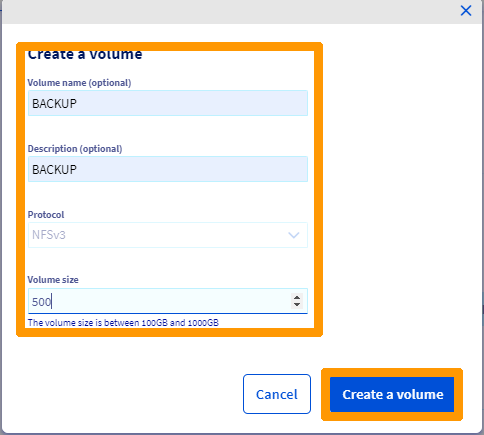 Create a volume
Volume name (optional)
BACKUP
Description (optional)
BACKUP
Protocol
NFSv3
Volume size
500
The volume size is between 100GB and 1000GB
Cancel
Create a volume